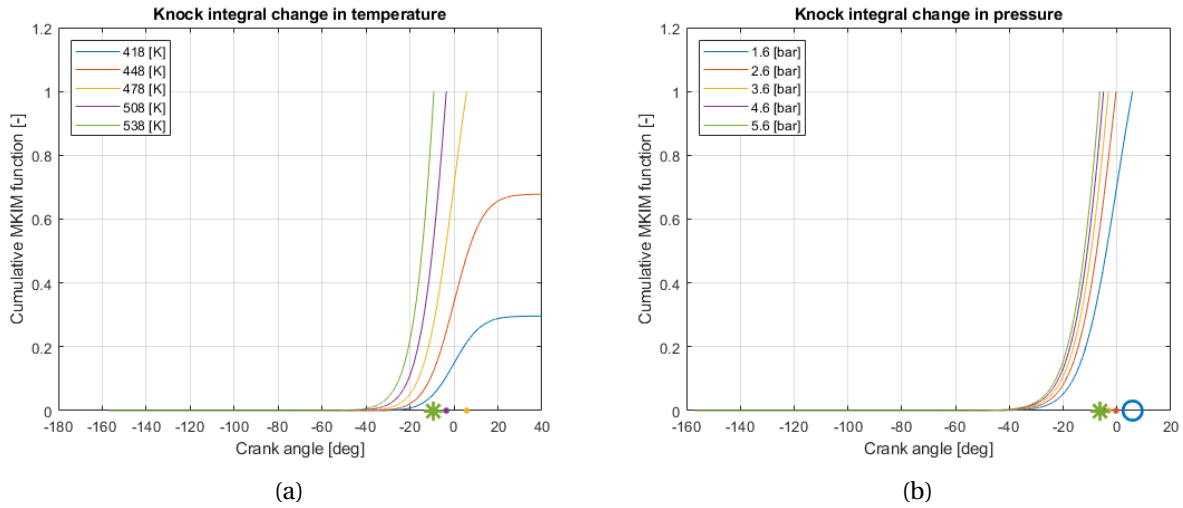 Knock integral change in temperature
1.2
1
0.8
0.6
0.4
0.2
0
Cumulative MKIM function [-]
418 [K]
448 [K]
478 [K]
508 [K]
538 [K]
-180 -160 -140 -120 -100 -80 -60 -40 -20 0 20 40
Crank angle [deg]
(a)
Knock integral change in pressure
1.2
1
0.8
0.6
0.4
0.2
0
Cumulative MKIM function [-]
1.6 [bar]
2.6 [bar]
3.6 [bar]
4.6 [bar]
5.6 [bar]
-160 -140 -120 -100 -80 -60 -40 -20 0 20
Crank angle [deg]
(b)